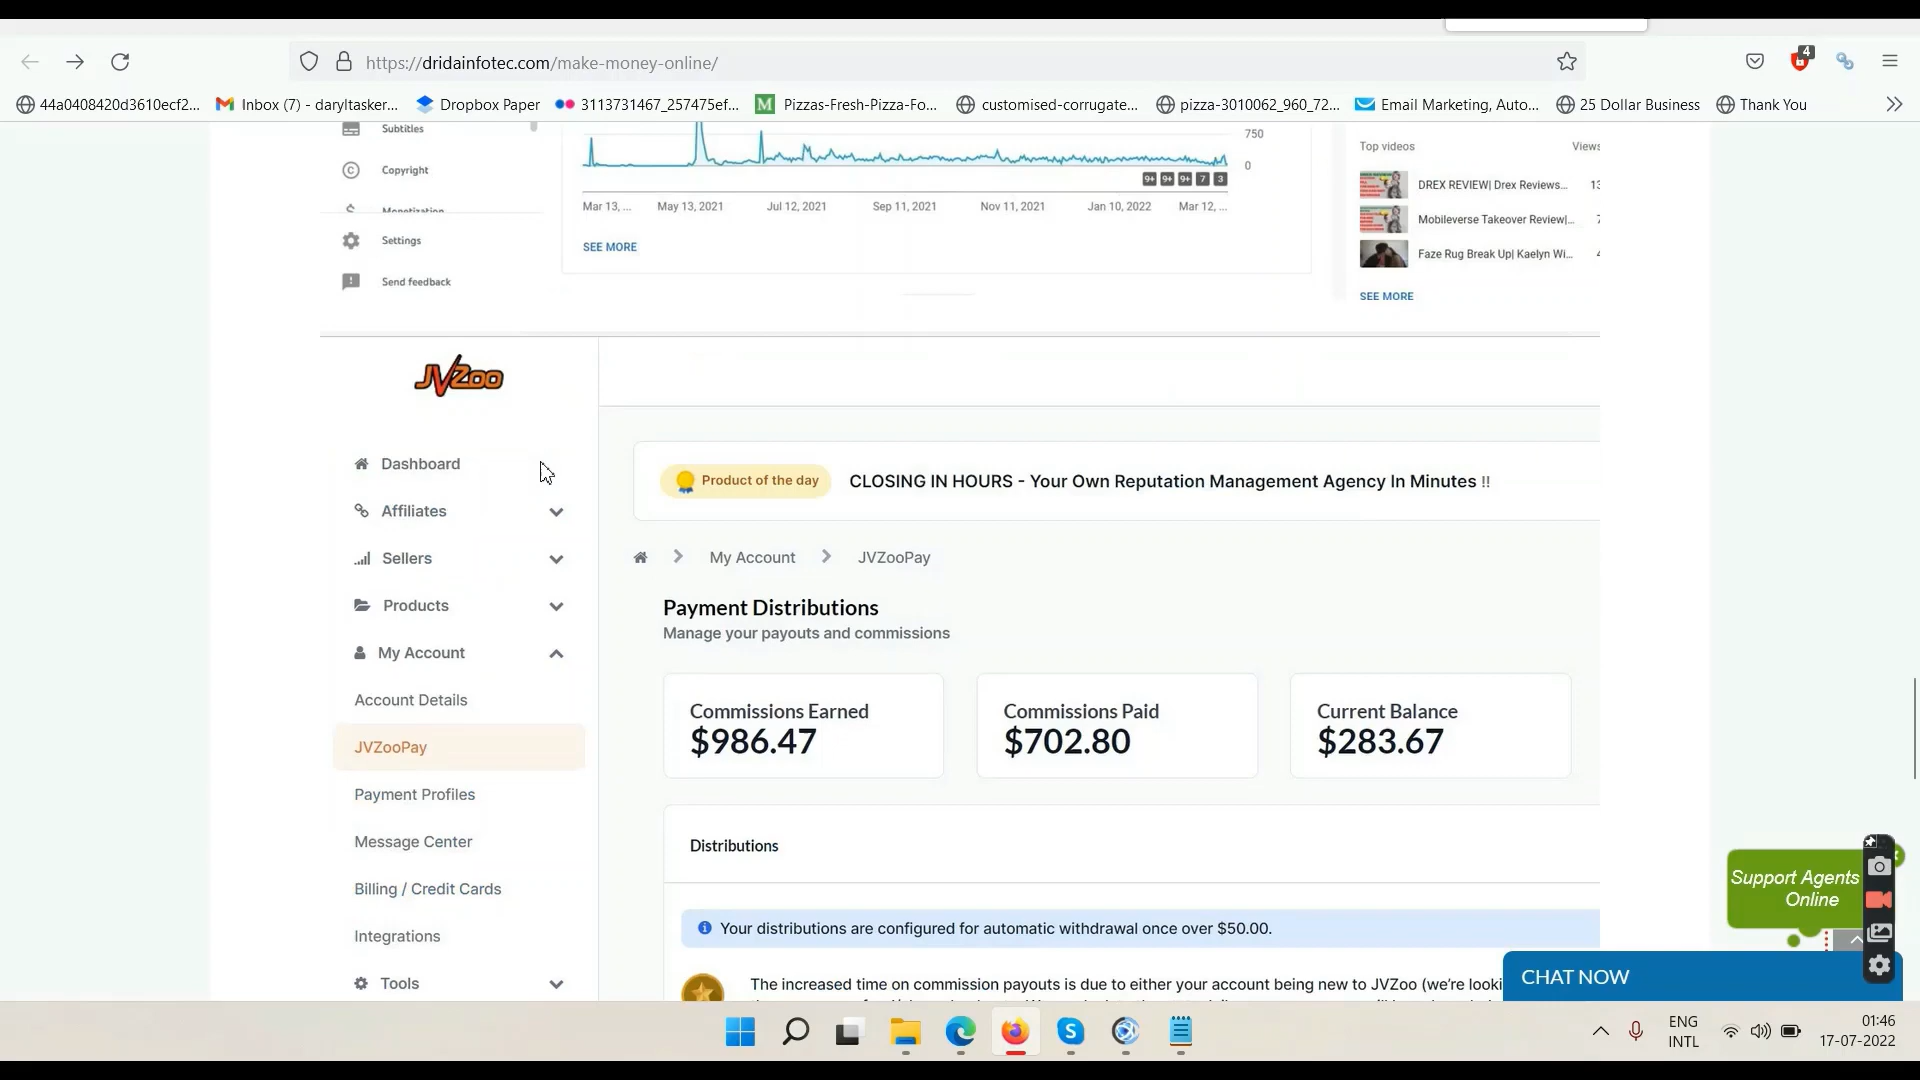 4
https://dridainfotec.com/make-money-online/
44a0408420d3610ecf2...
Inbox (7) - daryltasker...
Dropbox Paper
3113731467_257475ef...
Pizzas-Fresh-Pizza-Fo...
customised-corrugate...
pizza-3010062_960_72...
Email Marketing, Auto...
25 Dollar Business
Thank You
Subtitles
Copyright
Monetization
Settings
Send feedback
750
0
9+ 9+ 9+ 7 3
Mar 13, ...
May 13, 2021
Jul 12, 2021
Sep 11, 2021
Nov 11, 2021
Jan 10, 2022
Mar 12, ...
SEE MORE
Top videos
Views
DREX REVIEW| Drex Reviews...
Mobileverse Takeover Review|...
Faze Rug Break Up| Kaelyn Wi...
SEE MORE
JVZoo
Dashboard
Affiliates
Sellers
Products
My Account
Account Details
JVZooPay
Payment Profiles
Message Center
Billing / Credit Cards
Integrations
Tools
Product of the day
CLOSING IN HOURS - Your Own Reputation Management Agency In Minutes !!
My Account
JVZooPay
Payment Distributions
Manage your payouts and commissions
Commissions Earned
$986.47
Commissions Paid
$702.80
Current Balance
$283.67
Distributions
Your distributions are configured for automatic withdrawal once over $50.00.
The increased time on commission payouts is due to either your account being new to JVZoo (we're looki
Support Agents
Online
CHAT NOW
ENG
INTL
01:46
17-07-2022